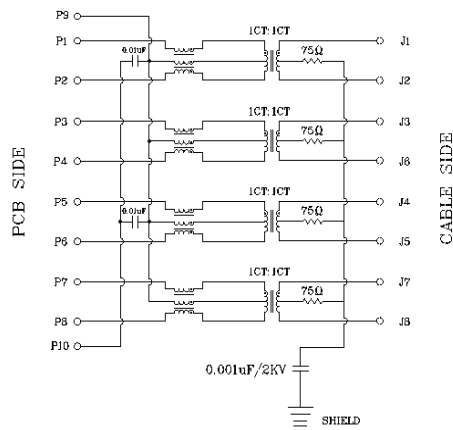 P9
P1
0.01uF
1CT:1CT
75Ω
J1
P2
J2
P3
1CT:1CT
75Ω
J3
P4
J6
P5
0.01uF
1CT:1CT
75Ω
J4
P6
J5
P7
1CT:1CT
75Ω
J7
P8
J8
P10
PCB SIDE
CABLE SIDE
0.001uF/2KV
SHIELD